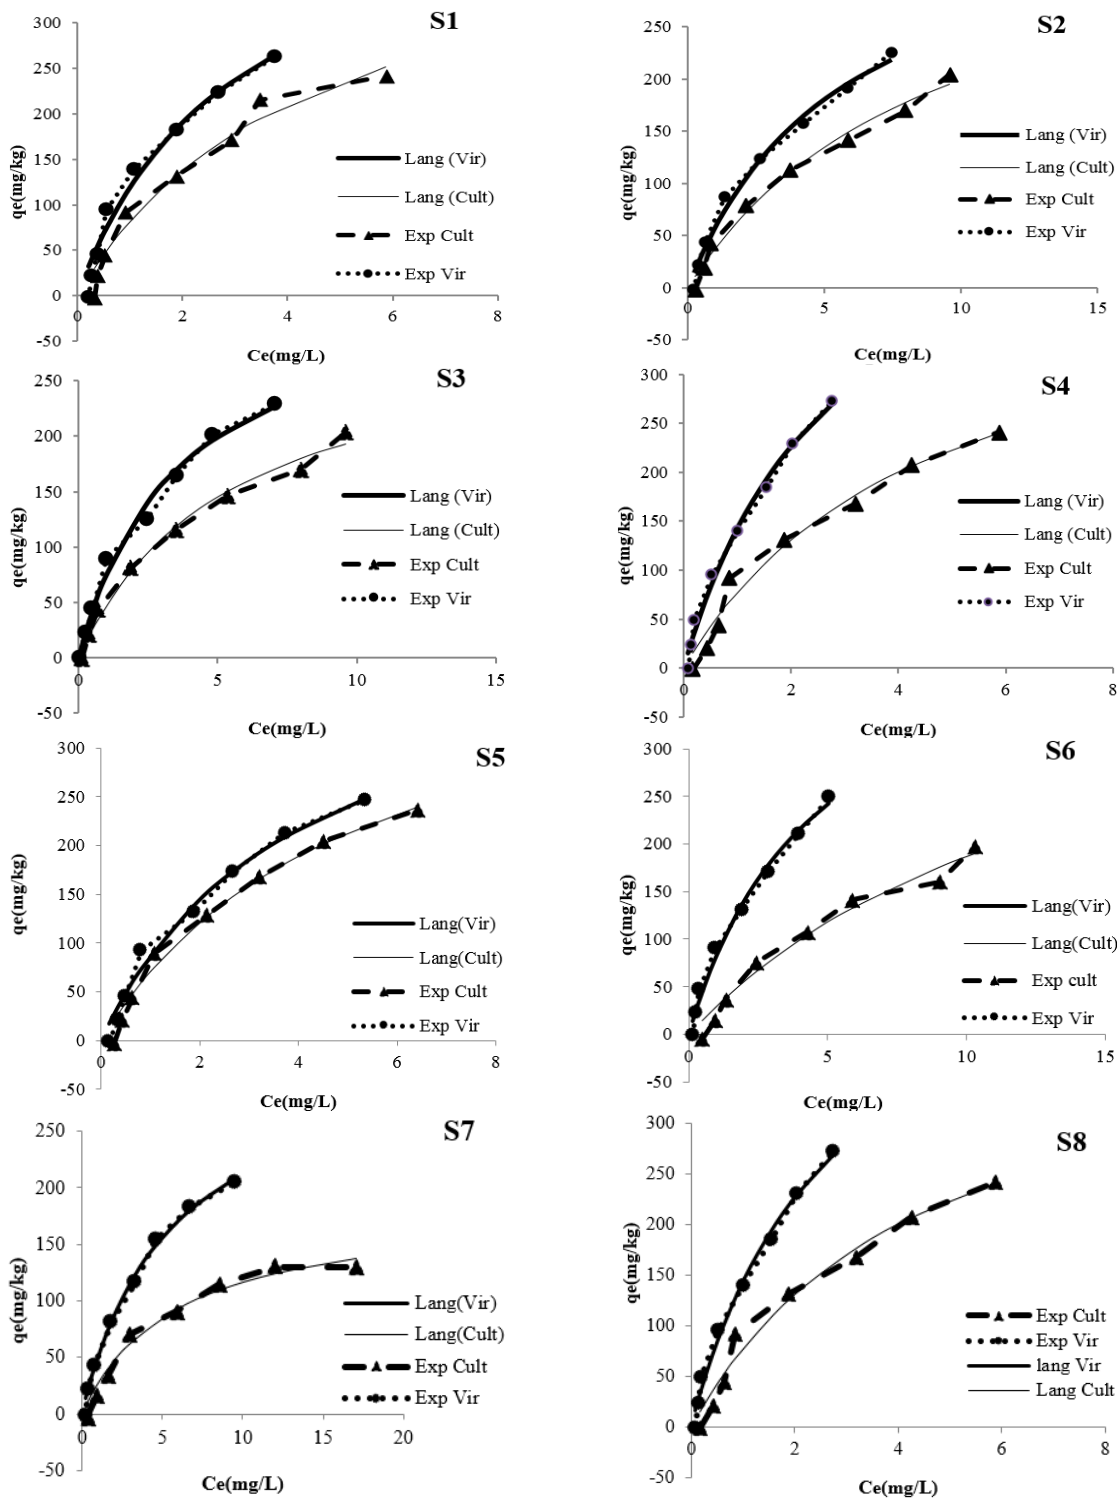 S1
300
250
200
150
100
50
0
-50
0
2
4
6
8
qe(mg/kg)
Ce(mg/L)
Lang (Vir)
Lang (Cult)
Exp Cult
Exp Vir
S2
250
200
150
100
50
0
-50
0
5
10
15
qe(mg/kg)
Ce(mg/L)
Lang (Vir)
Lang (Cult)
Exp Cult
Exp Vir
S3
250
200
150
100
50
0
-50
0
5
10
15
qe(mg/kg)
Ce(mg/L)
Lang (Vir)
Lang (Cult)
Exp Cult
Exp Vir
S4
300
250
200
150
100
50
0
-50
0
2
4
6
8
qe(mg/kg)
Ce(mg/L)
Lang (Vir)
Lang (Cult)
Exp Cult
Exp Vir
S5
300
250
200
150
100
50
0
-50
0
2
4
6
8
qe(mg/kg)
Ce(mg/L)
Lang(Vir)
Lang(Cult)
Exp Cult
Exp Vir
S6
300
250
200
150
100
50
0
-50
0
5
10
15
qe(mg/kg)
Ce(mg/L)
Lang(Vir)
Lang(Cult)
Exp cult
Exp Vir
S7
250
200
150
100
50
0
-50
0
5
10
15
20
qe(mg/kg)
Ce(mg/L)
Lang(Vir)
Lang(Cult)
Exp Cult
Exp Vir
S8
300
250
200
150
100
50
0
-50
0
2
4
6
8
qe(mg/kg)
Ce(mg/L)
Exp Cult
Exp Vir
lang Vir
Lang Cult